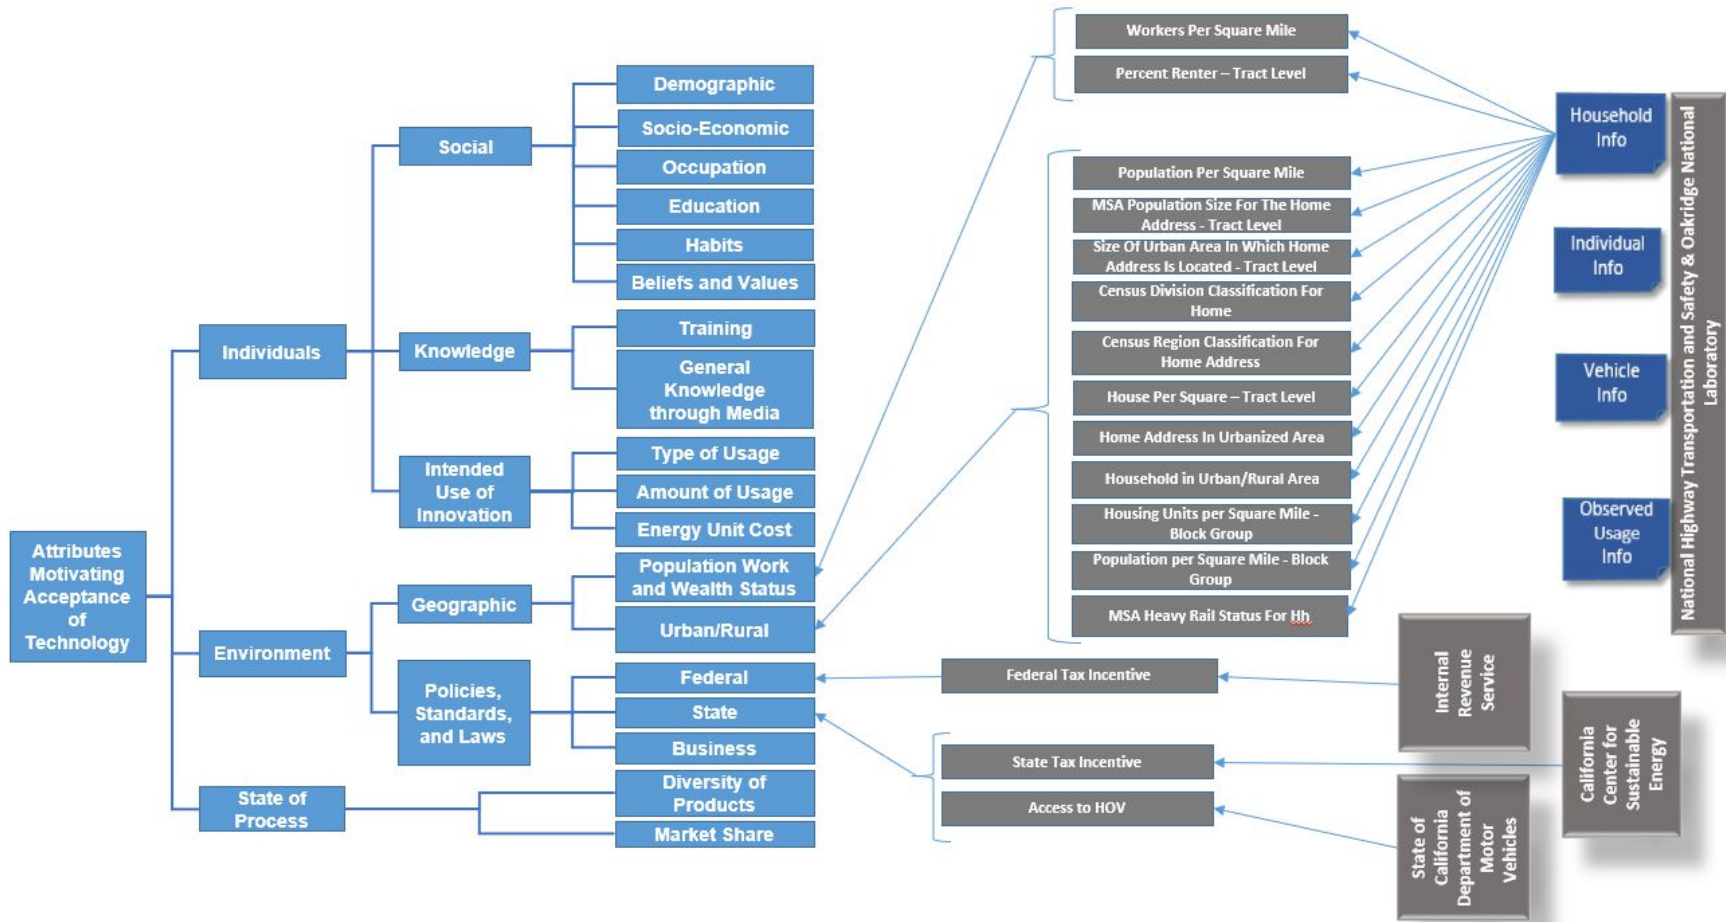 Attributes
Motivating
Acceptance
of
Technology
Individuals
Environment
State of
Process
Social
Knowledge
Intended
Use of
Innovation
Geographic
Policies,
Standards,
and Laws
Demographic
Socio-Economic
Occupation
Education
Habits
Beliefs and Values
Training
General
Knowledge
through Media
Type of Usage
Amount of Usage
Energy Unit Cost
Population Work
and Wealth Status
Urban/Rural
Federal
State
Business
Diversity of
Products
Market Share
Workers Per Square Mile
Percent Renter – Tract Level
Population Per Square Mile
MSA Population Size For The Home
Address - Tract Level
Size Of Urban Area In Which Home
Address Is Located - Tract Level
Census Division Classification For
Home
Census Region Classification For
Home Address
House Per Square – Tract Level
Home Address In Urbanized Area
Household in Urban/Rural Area
Housing Units per Square Mile -
Block Group
Population per Square Mile - Block
Group
MSA Heavy Rail Status For Hh
Federal Tax Incentive
State Tax Incentive
Access to HOV
Household
Info
Individual
Info
Vehicle
Info
Observed
Usage
Info
National Highway Transportation and Safety & Oakridge National
Laboratory
Internal
Revenue
Service
California
Center for
Sustainable
Energy
State of
California
Department of
Motor
Vehicles